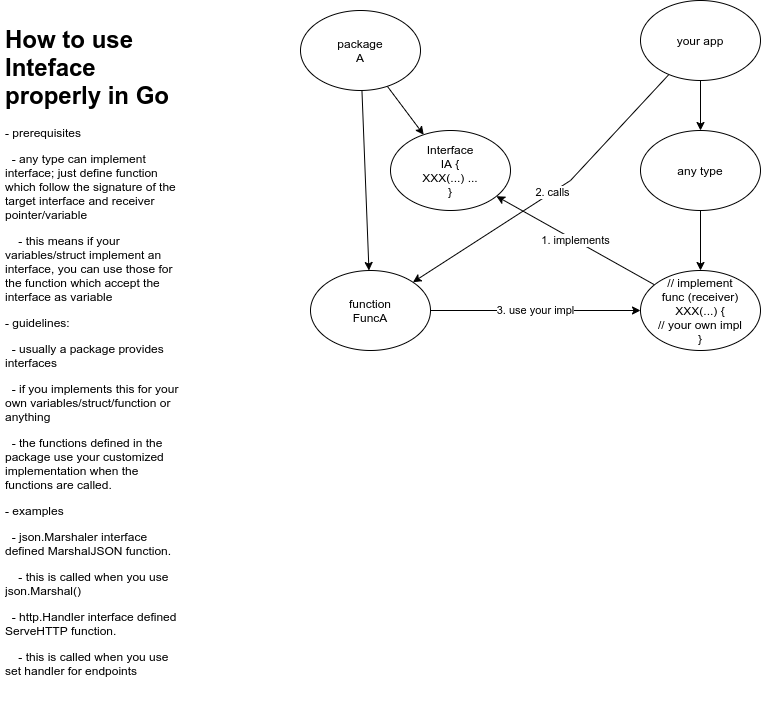 How to use
Inteface
properly in Go
- prerequisites
- any type can implement
interface; just define function
which follow the signature of the
target interface and receiver
pointer/variable
- this means if your
variables/struct implement an
interface, you can use those for
the function which accept the
interface as variable
- guidelines:
- usually a package provides
interfaces
- if you implements this for your
own variables/struct/function or
anything
- the functions defined in the
package use your customized
implementation when the
functions are called.
- examples
- json.Marshaler interface
defined MarshalJSON function.
- this is called when you use
json.Marshal()
- http.Handler interface defined
ServeHTTP function.
- this is called when you use
set handler for endpoints
package
A
your app
Interface
IA {
XXX(...) ...
}
any type
2. calls
1. implements
function
FuncA
3. use your impl
// implement
func (receiver)
XXX(...) {
// your own impl
}